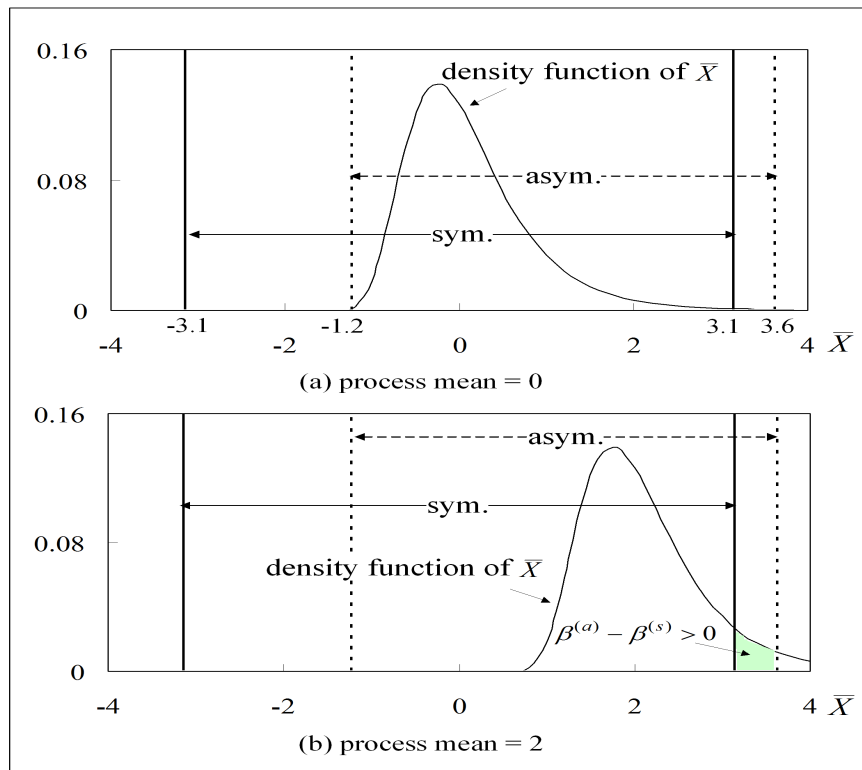 0.16
density function of X̅
0.08
asym.
sym.
0
-3.1
-1.2
3.1
3.6
-4
-2
0
2
4
X̅
(a) process mean = 0
0.16
asym.
sym.
0.08
density function of X̅
β⁽ᵃ⁾ − β⁽ˢ⁾ > 0
0
-4
-2
0
2
4
X̅
(b) process mean = 2